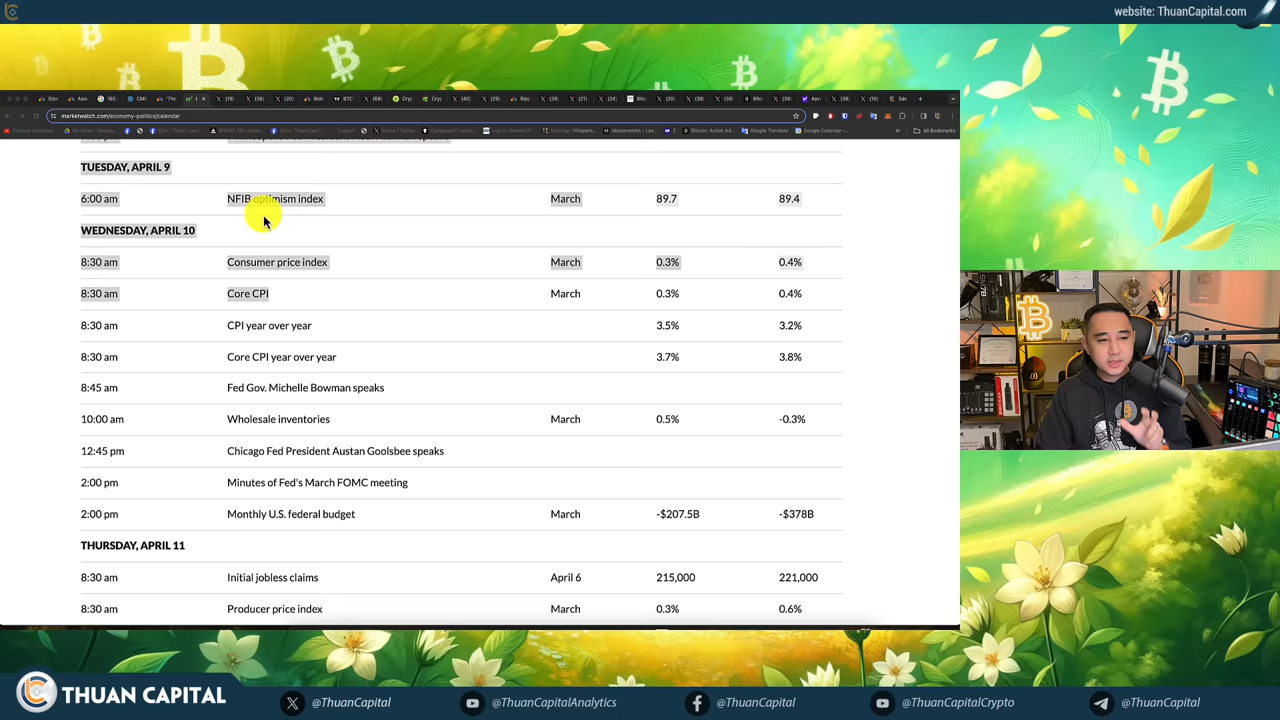 website: ThuanCapital.com
marketwatch.com/economy-politics/calendar
All Bookmarks
TUESDAY, APRIL 9
6:00 am NFIB optimism index March 89.7 89.4
WEDNESDAY, APRIL 10
8:30 am Consumer price index March 0.3% 0.4%
8:30 am Core CPI March 0.3% 0.4%
8:30 am CPI year over year 3.5% 3.2%
8:30 am Core CPI year over year 3.7% 3.8%
8:45 am Fed Gov. Michelle Bowman speaks
10:00 am Wholesale inventories March 0.5% -0.3%
12:45 pm Chicago Fed President Austan Goolsbee speaks
2:00 pm Minutes of Fed's March FOMC meeting
2:00 pm Monthly U.S. federal budget March -$207.5B -$378B
THURSDAY, APRIL 11
8:30 am Initial jobless claims April 6 215,000 221,000
8:30 am Producer price index March 0.3% 0.6%
THUAN CAPITAL
@ThuanCapital
@ThuanCapitalAnalytics
@ThuanCapital
@ThuanCapitalCrypto
@ThuanCapital